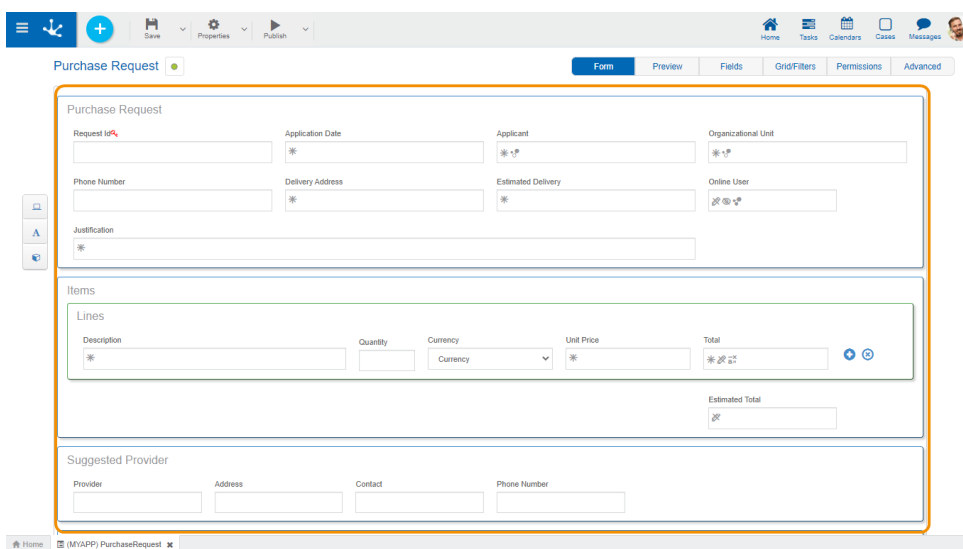 Save Properties Publish Home Tasks Calendars Cases Messages
Purchase Request Form Preview Fields Grid/Filters Permissions Advanced
Purchase Request
Request Id Application Date Applicant Organizational Unit
Phone Number Delivery Address Estimated Delivery Online User
A
Justification
Items
Lines
Description Quantity Currency Unit Price Total
Currency
Estimated Total
Suggested Provider
Provider Address Contact Phone Number
Home (MYAPP) PurchaseRequest